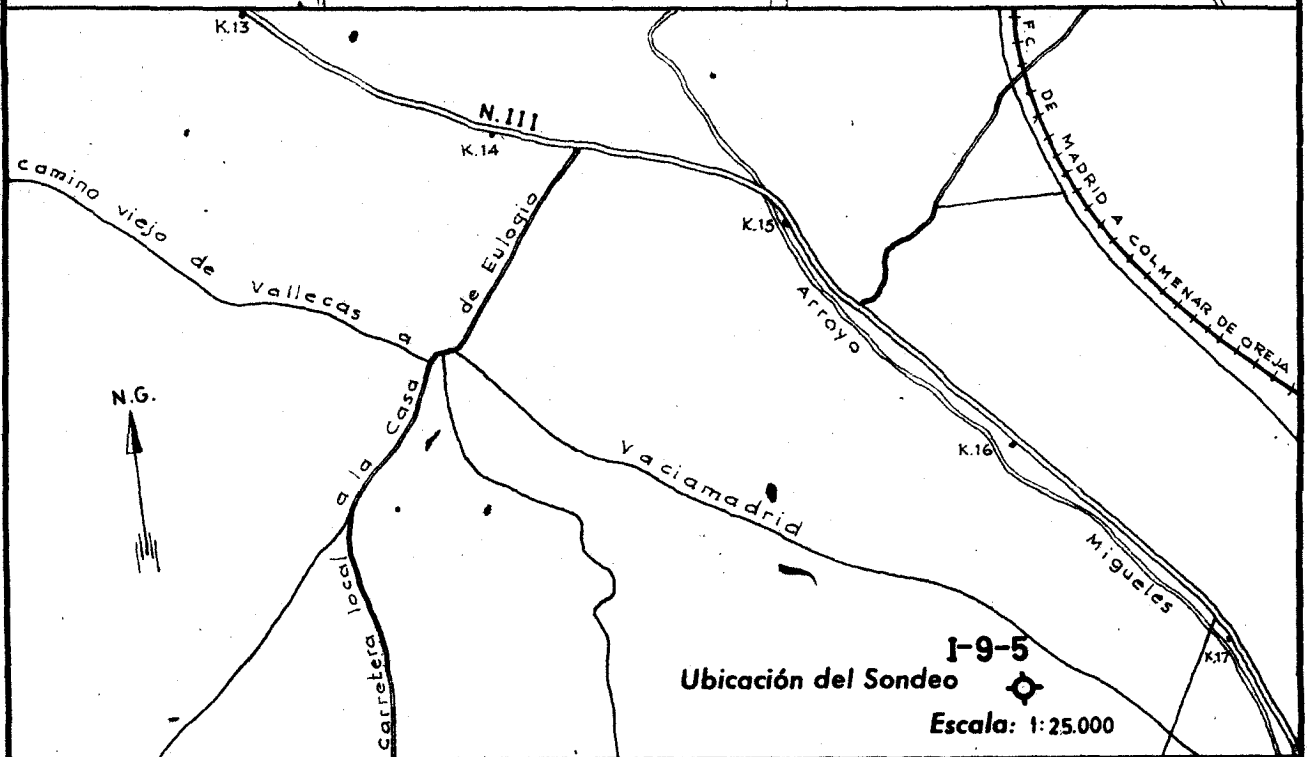 K.13
N.III
K.14
K.15
K.16
K.17
F.C. DE MADRID A COLMENAR DE OREJA
camino viejo de Vallecas a Vaciamadrid
carretera local a la Casa de Eulogio
Arroyo Migueles
N.G.
I-9-5
Ubicación del Sondeo
Escala: 1:25.000